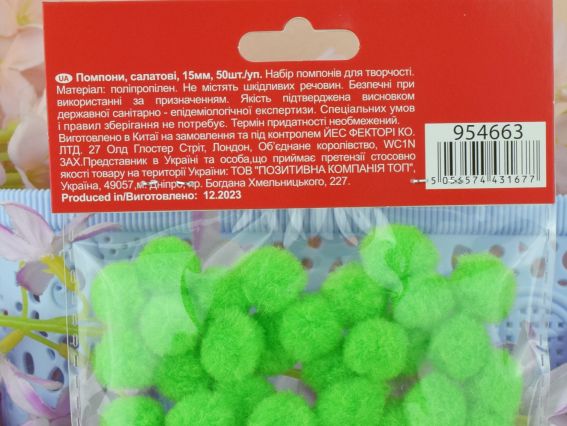 UA Помпони, салатові, 15мм, 50шт./уп. Набір помпонів для творчості.
Матеріал: поліпропілен. Не містять шкідливих речовин. Безпечні при
використанні за призначенням. Якість підтверджена висновком
державної санітарно - епідеміологічної експертизи. Спеціальних умов
і правил зберігання не потребує. Термін придатності необмежений.
Виготовлено в Китаї на замовлення та під контролем ЙЕС ФЕКТОРІ КО.
ЛТД. 27 Олд Глостер Стріт, Лондон, Об'єднане королівство, WC1N
3AX.Представник в Україні та особа,що приймає претензії стосовно
якості товару на території України: ТОВ "ПОЗИТИВНА КОМПАНІЯ ТОП",
Україна, 49057,м. Дніпро,пр. Богдана Хмельницького, 227.
Produced in/Виготовлено: 12.2023
954663
5 056574 431677